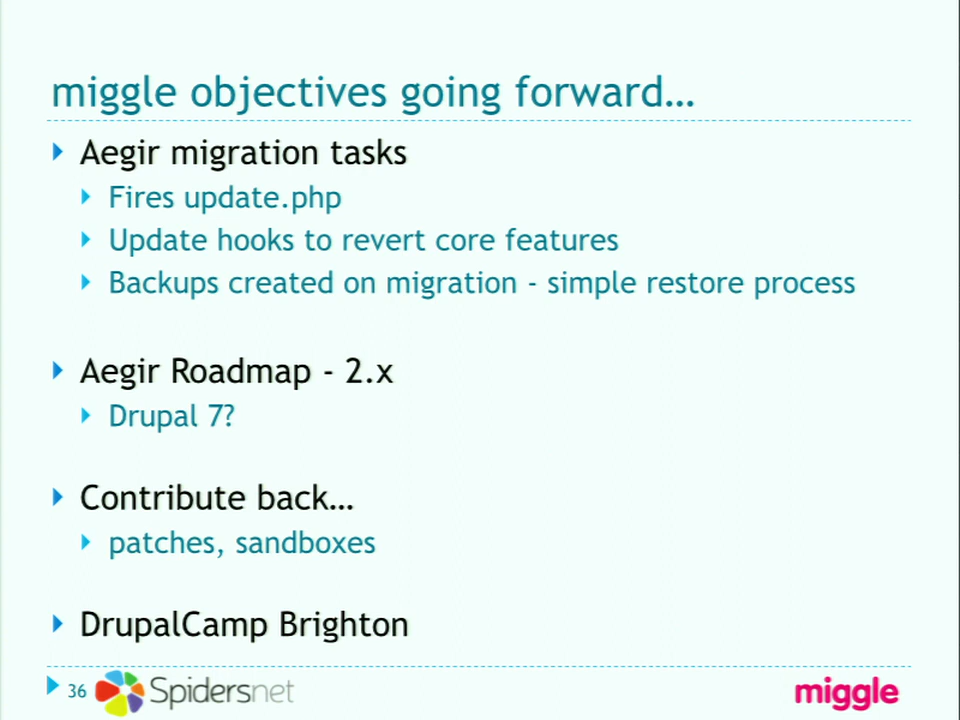 miggle objectives going forward…
Aegir migration tasks
Fires update.php
Update hooks to revert core features
Backups created on migration - simple restore process
Aegir Roadmap - 2.x
Drupal 7?
Contribute back…
patches, sandboxes
DrupalCamp Brighton
36 Spidersnet miggle